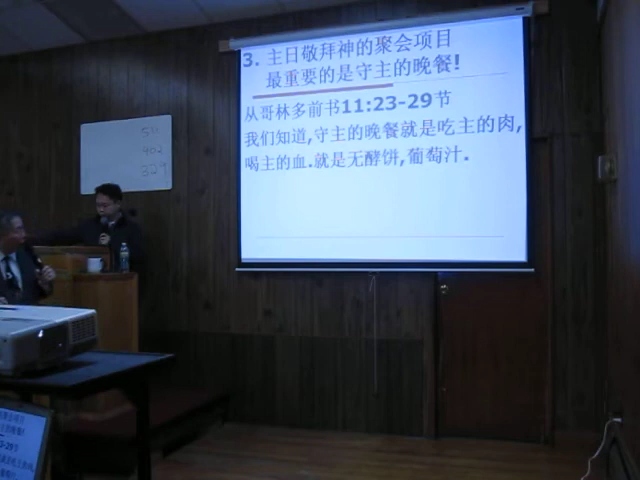 3. 主日敬拜神的聚会项目
最重要的是守主的晚餐!
从哥林多前书11:23-29节
我们知道,守主的晚餐就是吃主的肉,
喝主的血.就是无酵饼,葡萄汁.
511
402
329